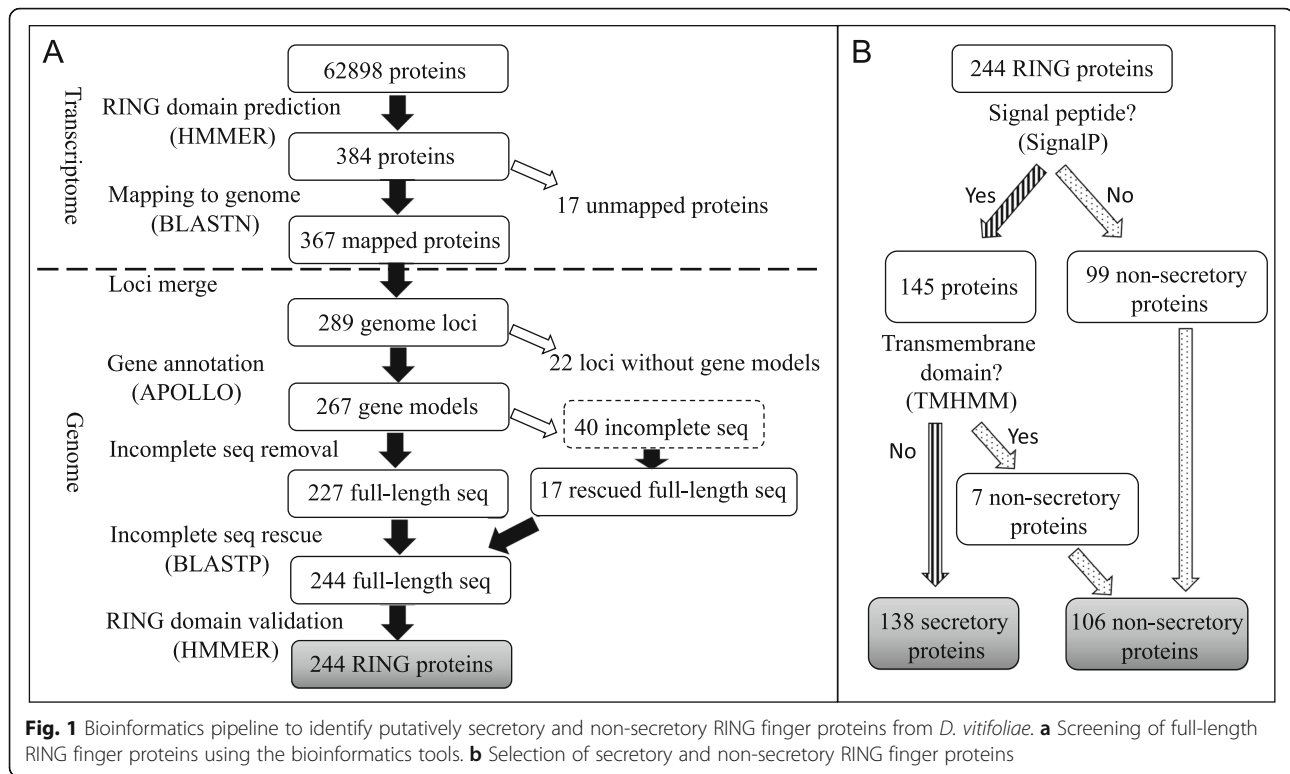 A
Transcriptome
62898 proteins
RING domain prediction
(HMMER)
384 proteins
17 unmapped proteins
Mapping to genome
(BLASTN)
367 mapped proteins
Loci merge
Genome
289 genome loci
22 loci without gene models
Gene annotation
(APOLLO)
267 gene models
40 incomplete seq
Incomplete seq removal
227 full-length seq
17 rescued full-length seq
Incomplete seq rescue
(BLASTP)
244 full-length seq
RING domain validation
(HMMER)
244 RING proteins
B
244 RING proteins
Signal peptide?
(SignalP)
Yes
No
145 proteins
99 non-secretory
proteins
Transmembrane
domain?
(TMHMM)
No
Yes
7 non-secretory
proteins
138 secretory
proteins
106 non-secretory
proteins
Fig. 1 Bioinformatics pipeline to identify putatively secretory and non-secretory RING finger proteins from D. vitifoliae. a Screening of full-length
RING finger proteins using the bioinformatics tools. b Selection of secretory and non-secretory RING finger proteins